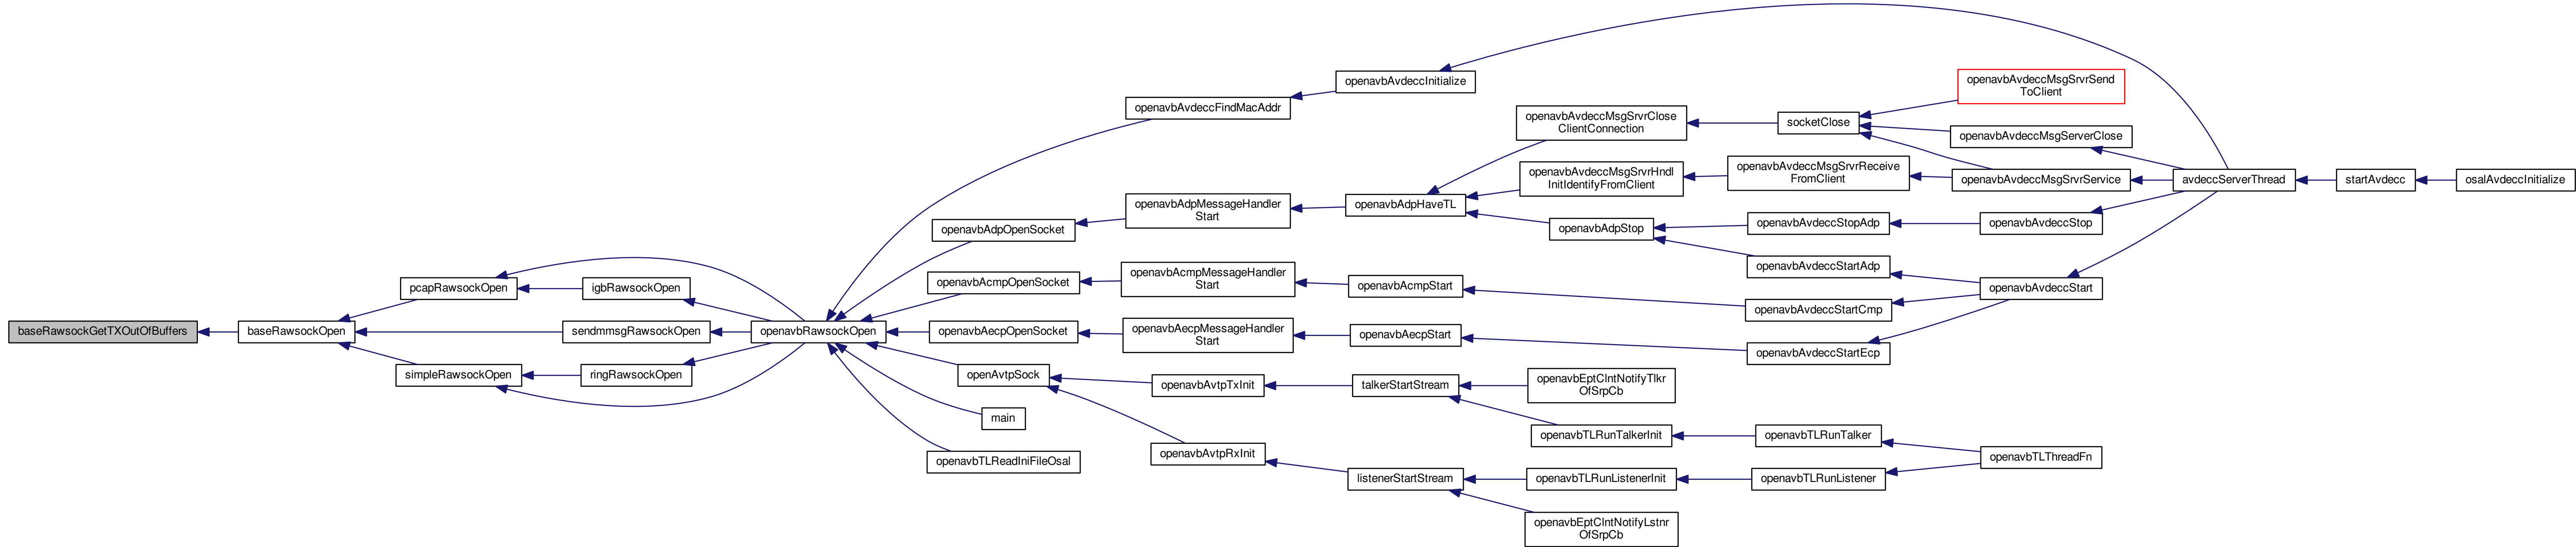 baseRawsockGetTXOutOfBuffers
baseRawsockOpen
pcapRawsockOpen
igbRawsockOpen
sendmmsgRawsockOpen
simpleRawsockOpen
ringRawsockOpen
openavbRawsockOpen
openavbAvdeccFindMacAddr
openavbAvdeccInitialize
openavbAdpOpenSocket
openavbAdpMessageHandler
Start
openavbAdpHaveTL
openavbAvdeccMsgSrvrClose
ClientConnection
socketClose
openavbAvdeccMsgSrvrSend
ToClient
openavbAvdeccMsgServerClose
openavbAvdeccMsgSrvrHndl
InitIdentifyFromClient
openavbAvdeccMsgSrvrReceive
FromClient
openavbAvdeccMsgSrvrService
avdeccServerThread
startAvdecc
osalAvdeccInitialize
openavbAdpStop
openavbAvdeccStopAdp
openavbAvdeccStop
openavbAvdeccStartAdp
openavbAvdeccStart
openavbAcmpOpenSocket
openavbAcmpMessageHandler
Start
openavbAcmpStart
openavbAvdeccStartCmp
openavbAecpOpenSocket
openavbAecpMessageHandler
Start
openavbAecpStart
openavbAvdeccStartEcp
openAvtpSock
openavbAvtpTxInit
talkerStartStream
openavbEptClntNotifyTlkr
OfSrpCb
main
openavbTLRunTalkerInit
openavbTLRunTalker
openavbTLReadIniFileOsal
openavbAvtpRxInit
openavbTLThreadFn
listenerStartStream
openavbTLRunListenerInit
openavbTLRunListener
openavbEptClntNotifyLstnr
OfSrpCb